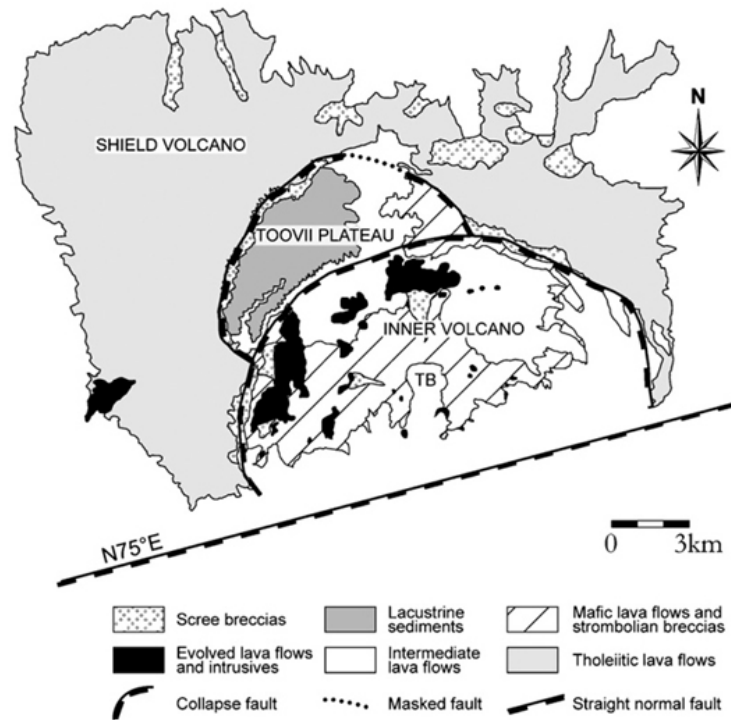 N
SHIELD VOLCANO
TOOVII PLATEAU
INNER VOLCANO
TB
N75°E
0 3km
Scree breccias
Lacustrine
sediments
Mafic lava flows and
strombolian breccias
Evolved lava flows
and intrusives
Intermediate
lava flows
Tholeiitic lava flows
Collapse fault
Masked fault
Straight normal fault